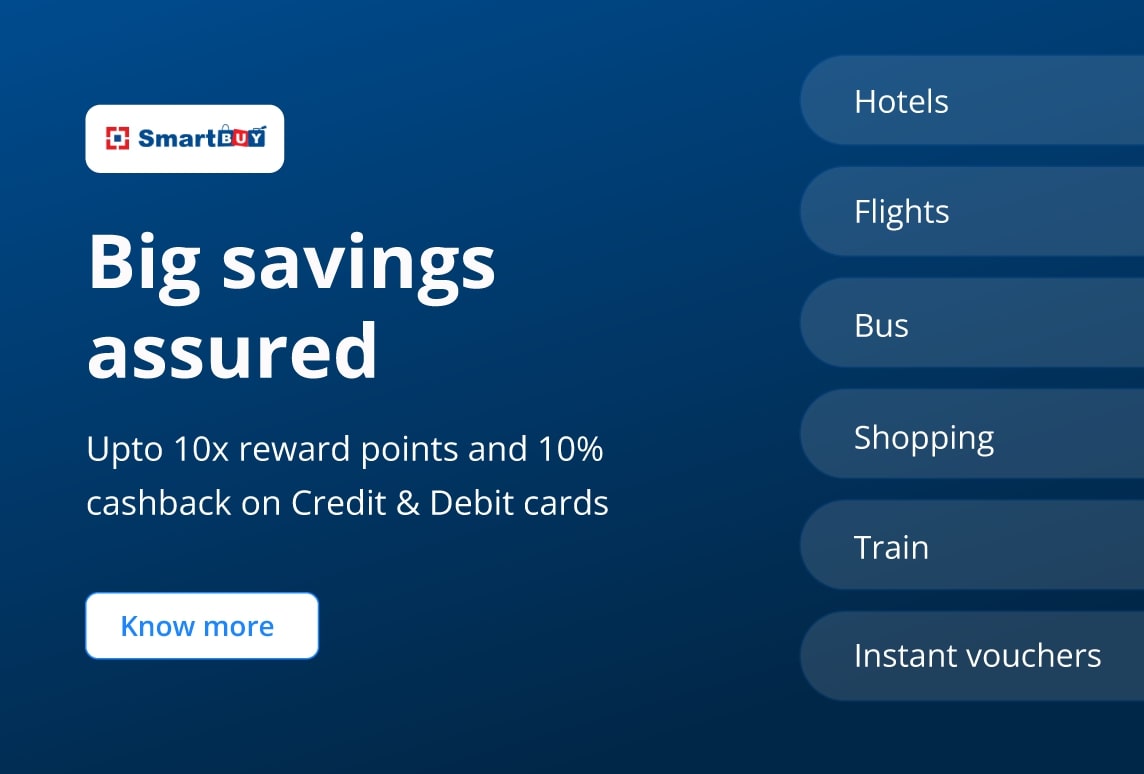 SmartBUY
Big savings
assured
Upto 10x reward points and 10%
cashback on Credit & Debit cards
Know more
Hotels
Flights
Bus
Shopping
Train
Instant vouchers